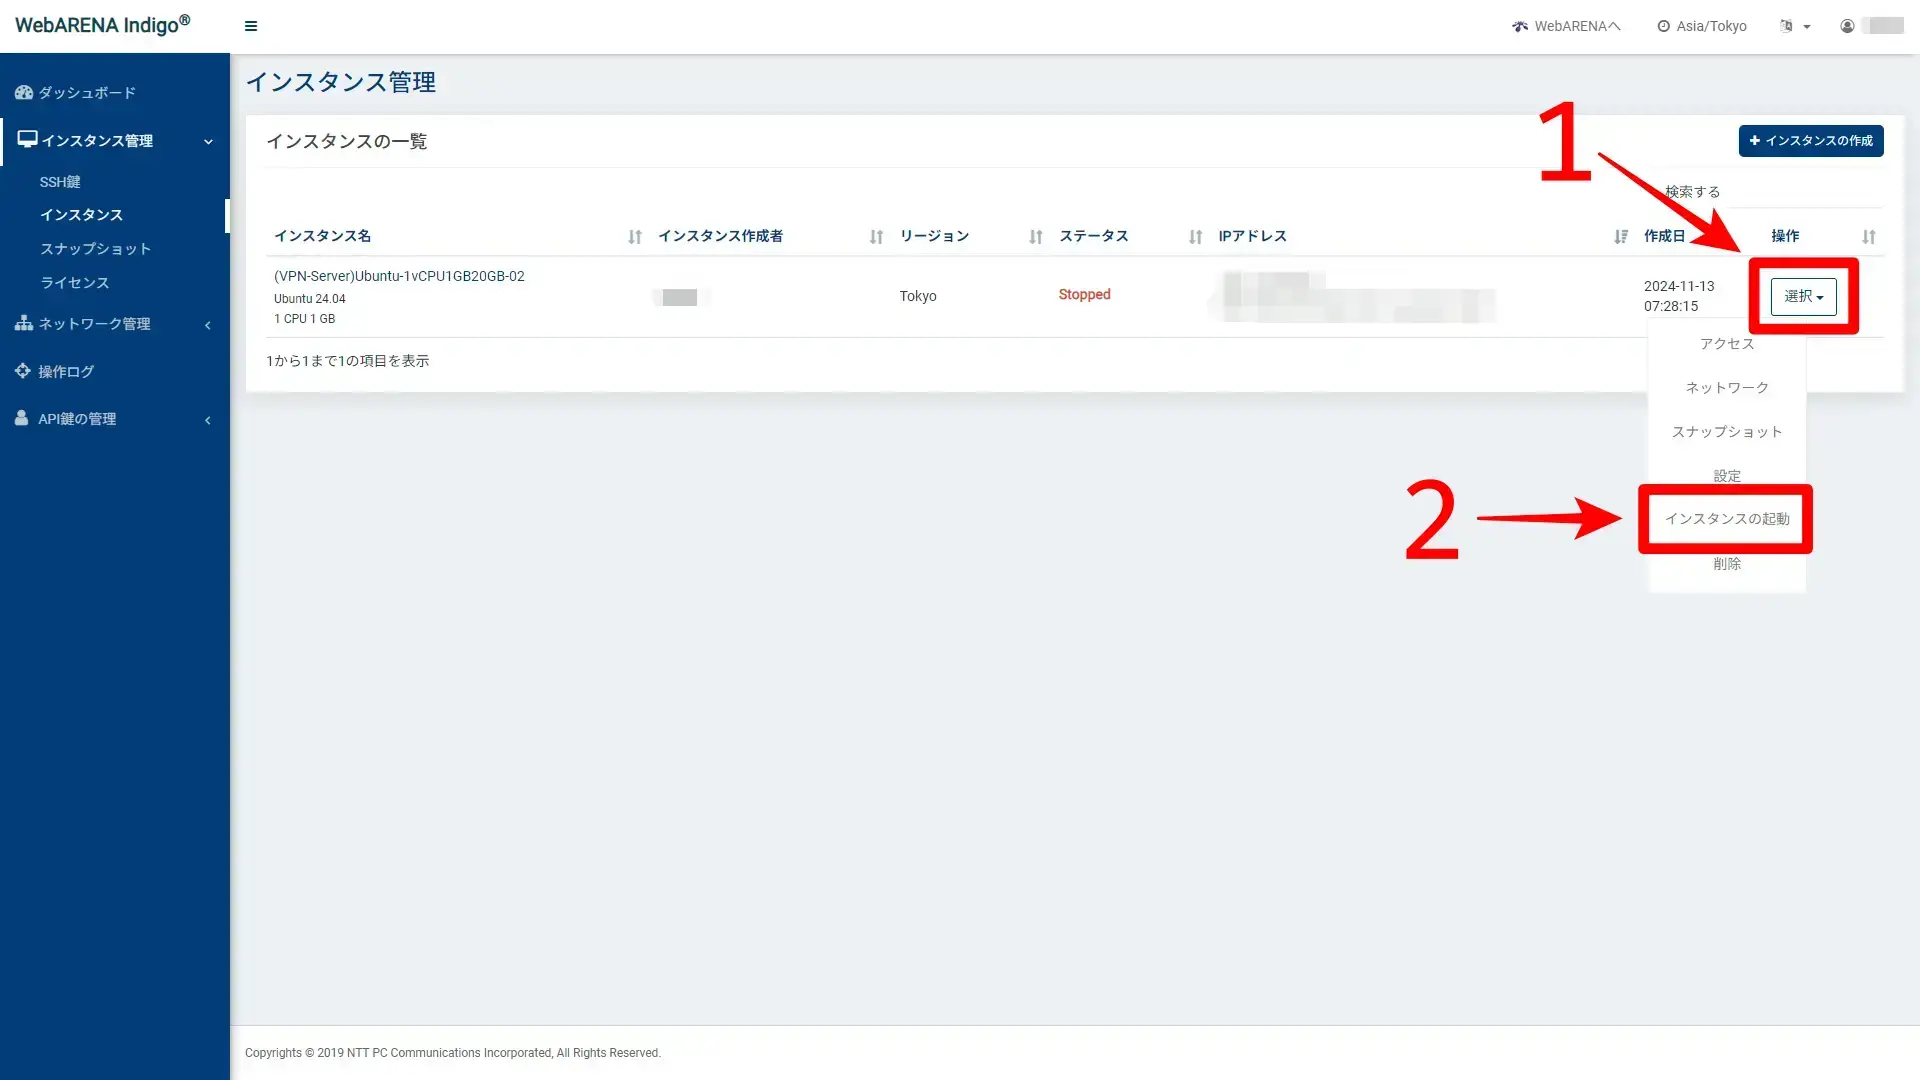 WebARENA Indigo®
WebARENAへ
Asia/Tokyo
ダッシュボード
インスタンス管理
SSH鍵
インスタンス
スナップショット
ライセンス
ネットワーク管理
操作ログ
API鍵の管理
インスタンス管理
インスタンスの一覧
インスタンスの作成
検索する
インスタンス名 インスタンス作成者 リージョン ステータス IPアドレス 作成日 操作
(VPN-Server)Ubuntu-1vCPU1GB20GB-02
Ubuntu 24.04
1 CPU 1 GB
Tokyo
Stopped
2024-11-13
07:28:15
選択
1から1まで1の項目を表示
アクセス
ネットワーク
スナップショット
設定
インスタンスの起動
削除
1
2
Copyrights © 2019 NTT PC Communications Incorporated, All Rights Reserved.